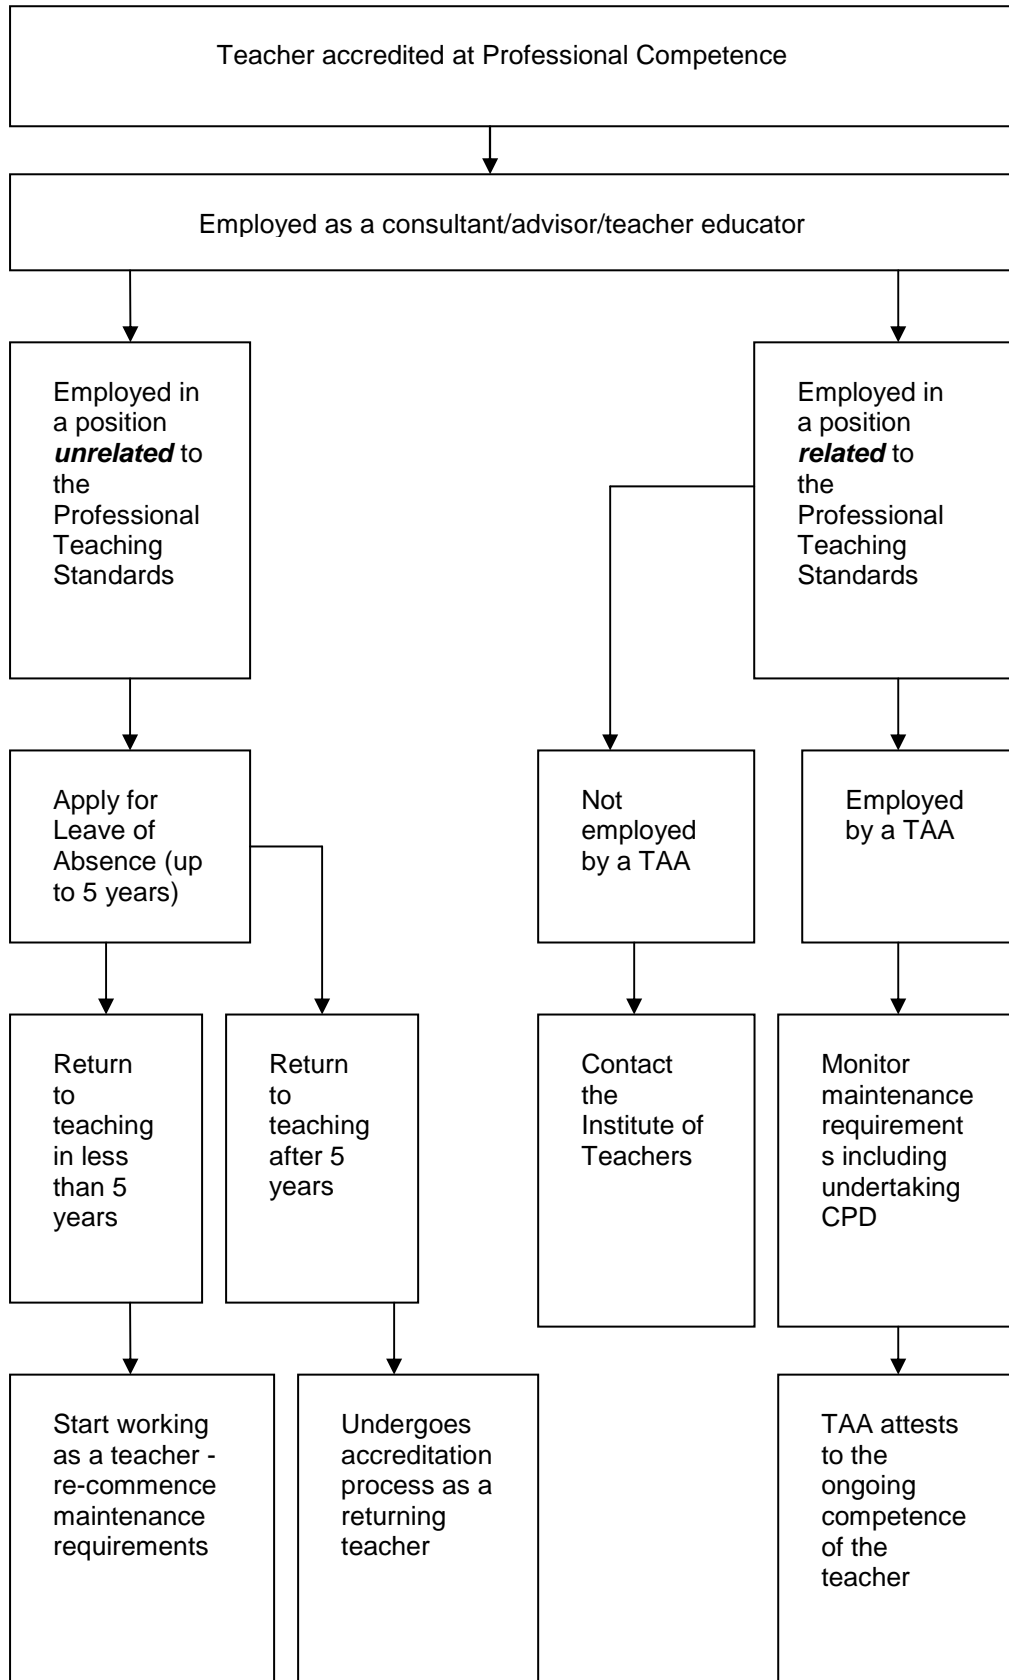 Teacher accredited at Professional Competence
Employed as a consultant/advisor/teacher educator
Employed in
a position
unrelated to
the
Professional
Teaching
Standards
Employed in
a position
related to
the
Professional
Teaching
Standards
Apply for
Leave of
Absence (up
to 5 years)
Not
employed
by a TAA
Employed
by a TAA
Return
to
teaching
in less
than 5
years
Return
to
teaching
after 5
years
Contact
the
Institute of
Teachers
Monitor
maintenance
requirement
s including
undertaking
CPD
Start working
as a teacher -
re-commence
maintenance
requirements
Undergoes
accreditation
process as a
returning
teacher
TAA attests
to the
ongoing
competence
of the
teacher